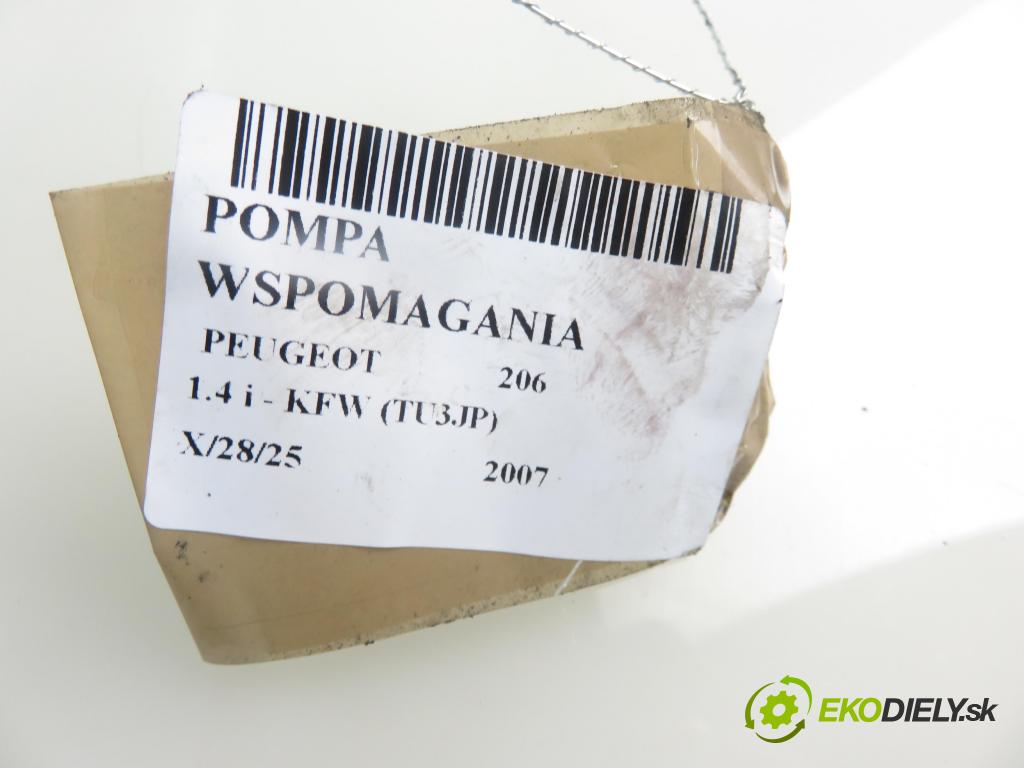 POMPA
WSPOMAGANIA
PEUGEOT 206
1.4 i - KFW (TU3JP)
X/28/25 2007
EKODIELY.sk